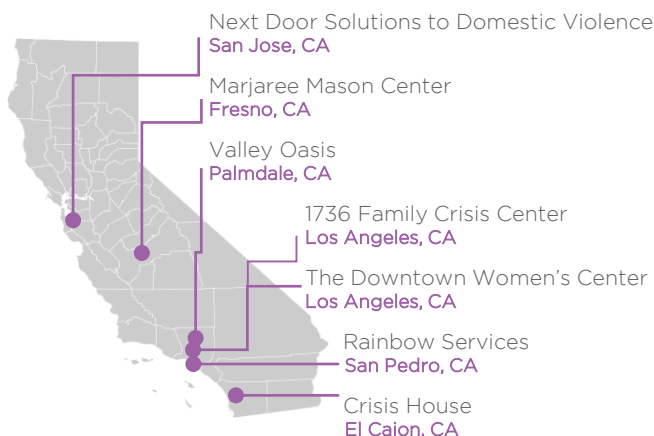 Next Door Solutions to Domestic Violence
San Jose, CA
Marjaree Mason Center
Fresno, CA
Valley Oasis
Palmdale, CA
1736 Family Crisis Center
Los Angeles, CA
The Downtown Women's Center
Los Angeles, CA
Rainbow Services
San Pedro, CA
Crisis House
El Cajon, CA